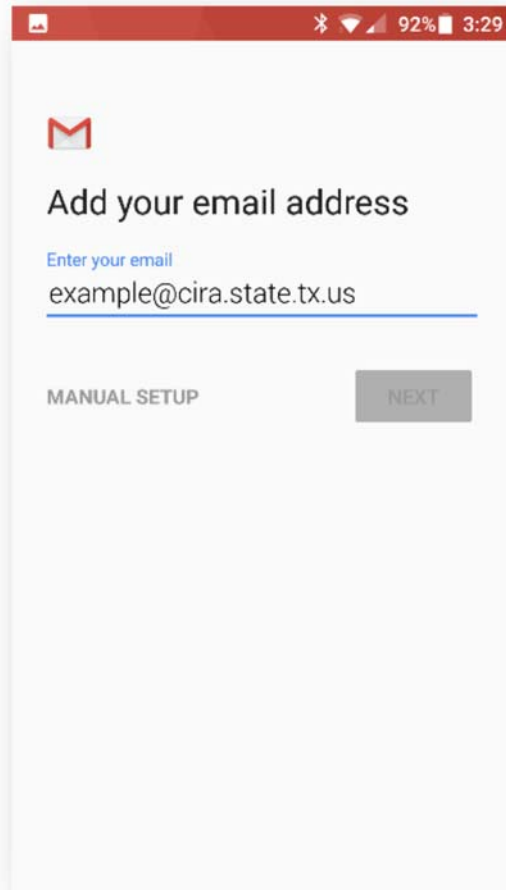 92% 3:29
Add your email address
Enter your email
example@cira.state.tx.us
MANUAL SETUP NEXT